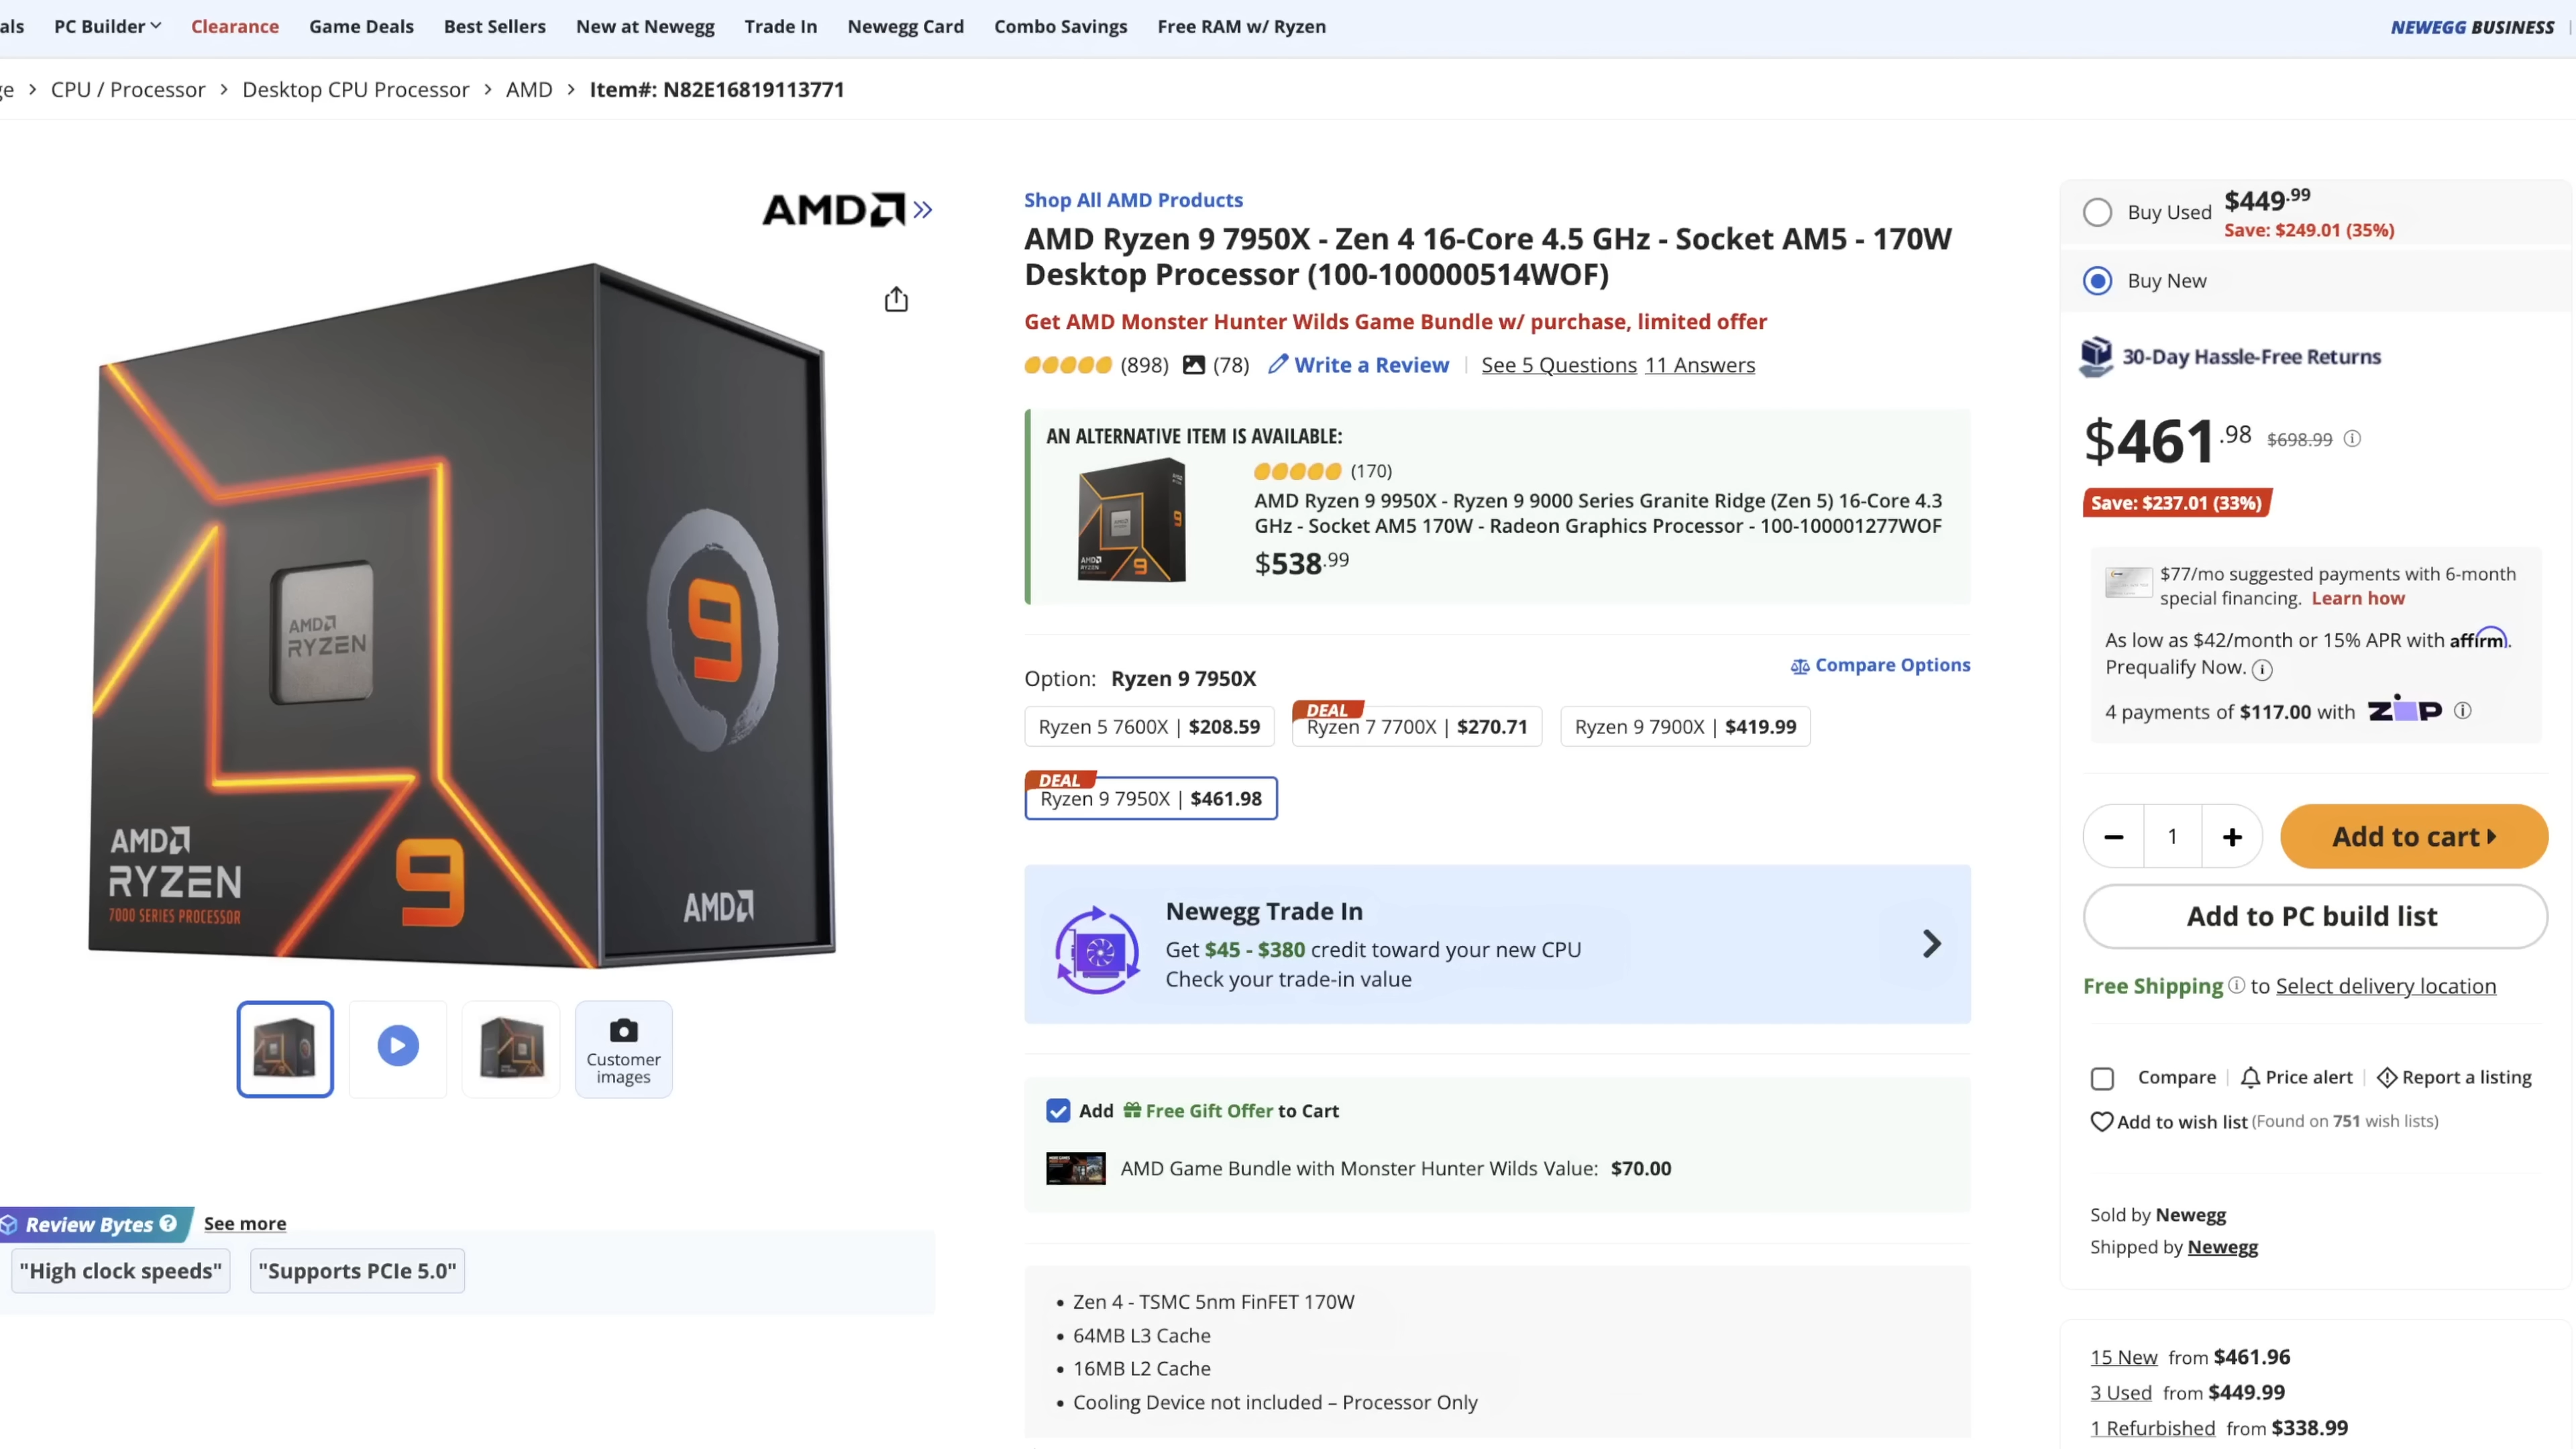 als PC Builder Clearance Game Deals Best Sellers New at Newegg Trade In Newegg Card Combo Savings Free RAM w/ Ryzen NEWEGG BUSINESS
ge > CPU / Processor > Desktop CPU Processor > AMD > Item#: N82E16819113771
AMD
AMD
RYZEN
9
AMD
RYZEN
7000 SERIES PROCESSOR
9
AMD
Customer
images
Review Bytes See more
"High clock speeds" "Supports PCIe 5.0"
Shop All AMD Products
AMD Ryzen 9 7950X - Zen 4 16-Core 4.5 GHz - Socket AM5 - 170W
Desktop Processor (100-100000514WOF)
Get AMD Monster Hunter Wilds Game Bundle w/ purchase, limited offer
(898) (78) Write a Review | See 5 Questions 11 Answers
AN ALTERNATIVE ITEM IS AVAILABLE:
(170)
AMD Ryzen 9 9950X - Ryzen 9 9000 Series Granite Ridge (Zen 5) 16-Core 4.3
GHz - Socket AM5 170W - Radeon Graphics Processor - 100-100001277WOF
$538.99
AMD
RYZEN
9
9
Option: Ryzen 9 7950X Compare Options
Ryzen 5 7600X | $208.59
DEAL
Ryzen 7 7700X | $270.71
Ryzen 9 7900X | $419.99
DEAL
Ryzen 9 7950X | $461.98
Newegg Trade In
Get $45 - $380 credit toward your new CPU
Check your trade-in value
Add Free Gift Offer to Cart
AMD Game Bundle with Monster Hunter Wilds Value: $70.00
• Zen 4 - TSMC 5nm FinFET 170W
• 64MB L3 Cache
• 16MB L2 Cache
• Cooling Device not included – Processor Only
Buy Used $449.99
Save: $249.01 (35%)
Buy New
30-Day Hassle-Free Returns
$461.98 $698.99
Save: $237.01 (33%)
$77/mo suggested payments with 6-month
special financing. Learn how
As low as $42/month or 15% APR with affirm.
Prequalify Now.
4 payments of $117.00 with ZIP
− 1 + Add to cart
Add to PC build list
Free Shipping to Select delivery location
Compare | Price alert | Report a listing
Add to wish list (Found on 751 wish lists)
Sold by Newegg
Shipped by Newegg
15 New from $461.96
3 Used from $449.99
1 Refurbished from $338.99